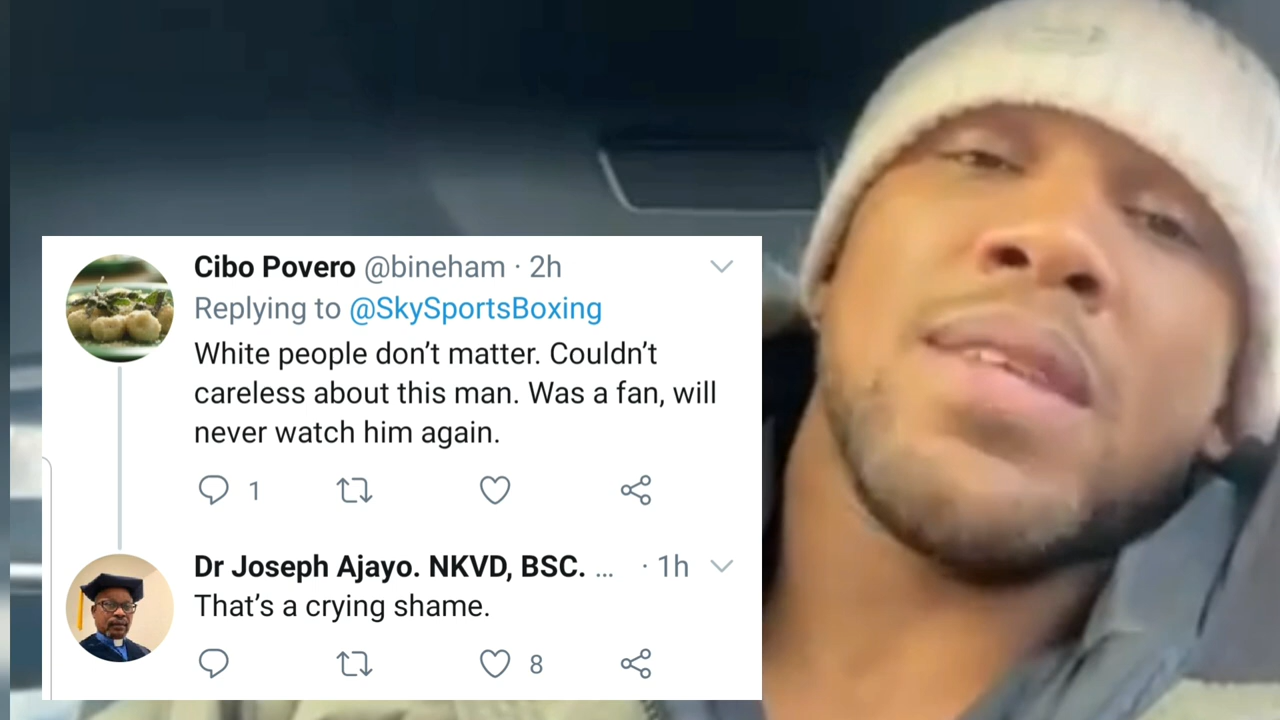 Cibo Povero @bineham · 2h
Replying to @SkySportsBoxing
White people don't matter. Couldn't
careless about this man. Was a fan, will
never watch him again.
1
Dr Joseph Ajayo. NKVD, BSC. ... · 1h
That's a crying shame.
8